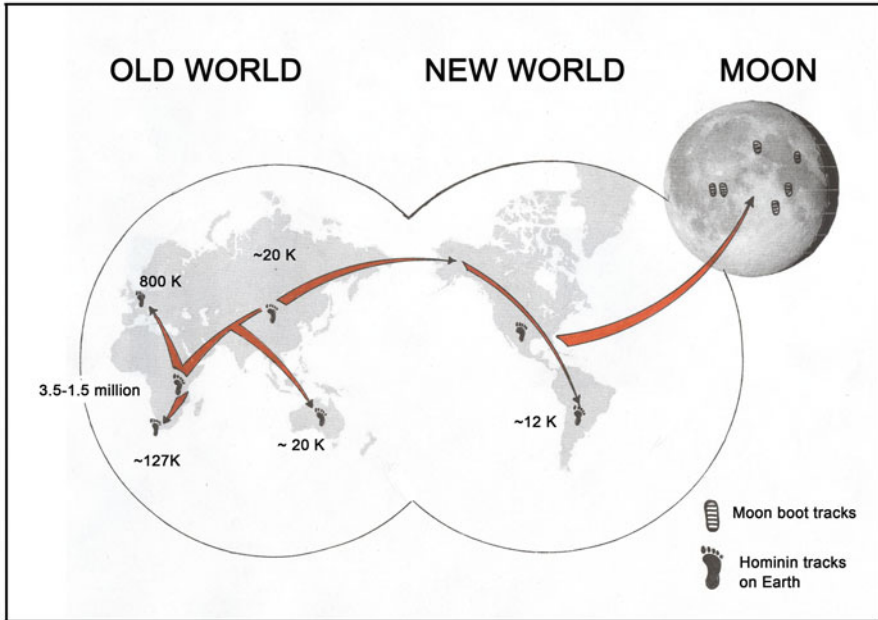 OLD WORLD
NEW WORLD
MOON
~20 K
800 K
3.5-1.5 million
~127K
~ 20 K
~12 K
Moon boot tracks
Hominin tracks
on Earth